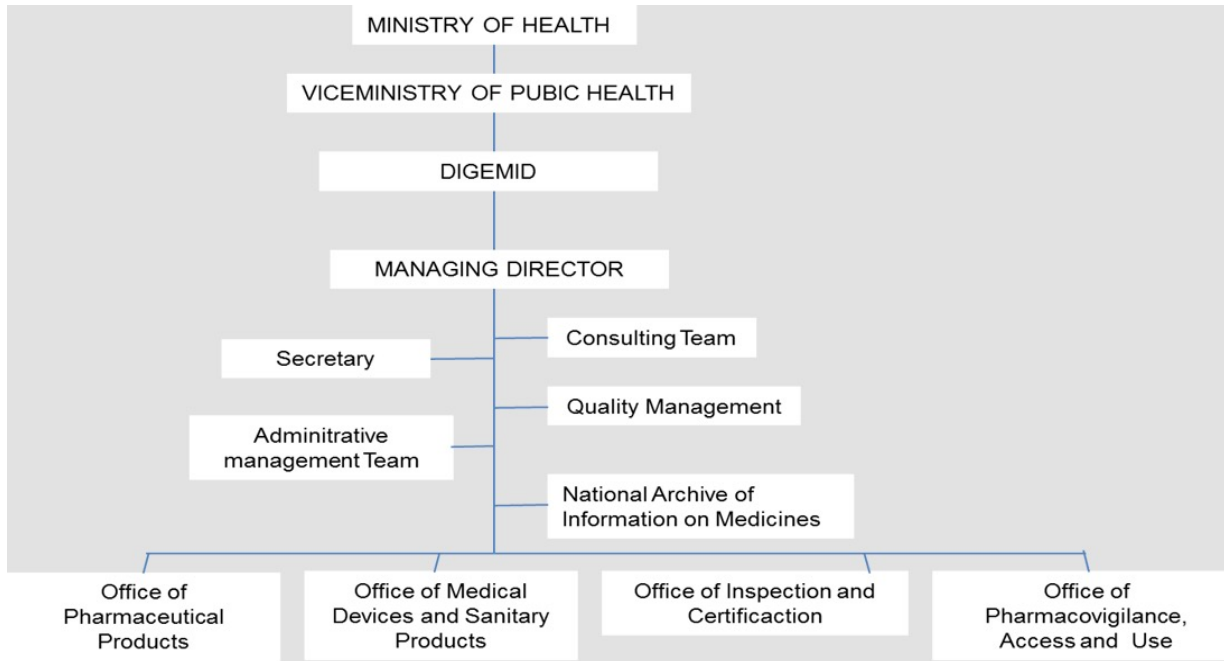 MINISTRY OF HEALTH
VICEMINISTRY OF PUBIC HEALTH
DIGEMID
MANAGING DIRECTOR
Consulting Team
Secretary
Quality Management
Adminitrative
management Team
National Archive of
Information on Medicines
Office of
Pharmaceutical
Products
Office of Medical
Devices and Sanitary
Products
Office of Inspection and
Certificaction
Office of
Pharmacovigilance,
Access and Use